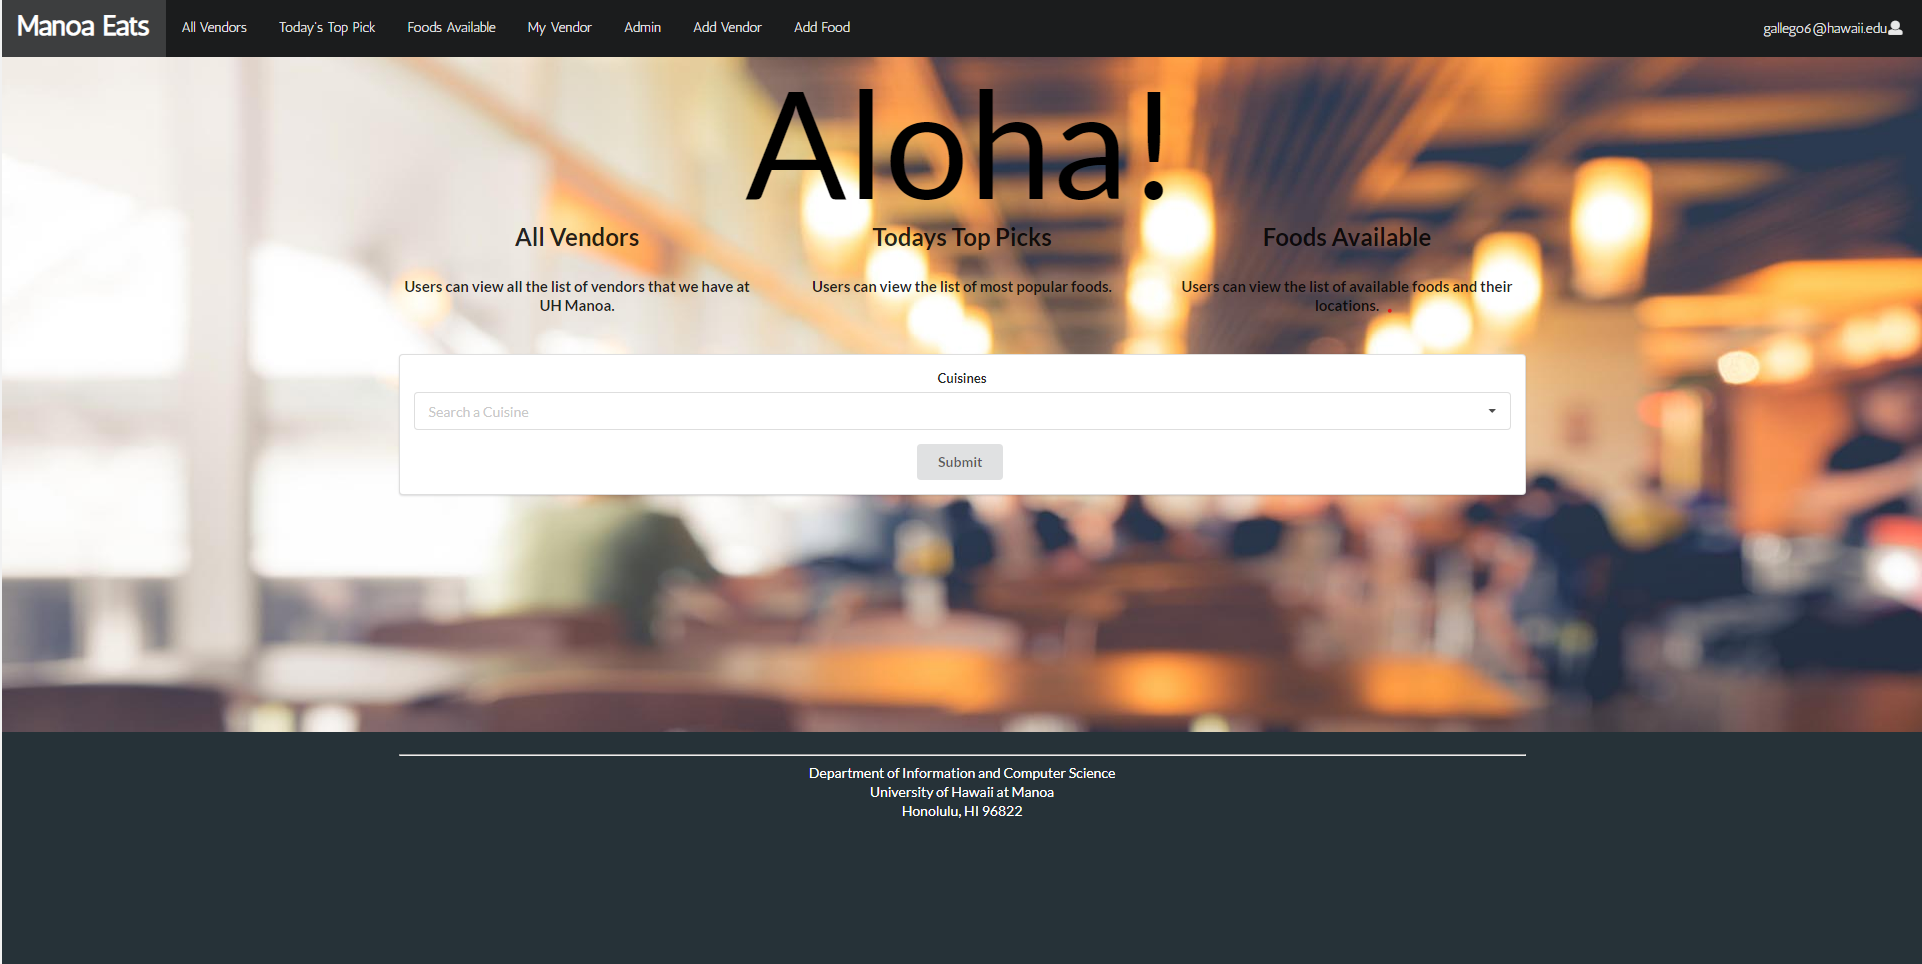 Manoa Eats
All Vendors
Today's Top Pick
Foods Available
My Vendor
Admin
Add Vendor
Add Food
gallego6@hawaii.edu
Aloha!
All Vendors
Users can view all the list of vendors that we have at
UH Manoa.
Todays Top Picks
Users can view the list of most popular foods.
Foods Available
Users can view the list of available foods and their
locations.
Cuisines
Search a Cuisine
Submit
Department of Information and Computer Science
University of Hawaii at Manoa
Honolulu, HI 96822